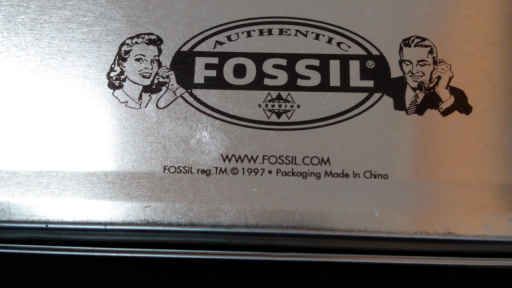 AUTHENTIC
FOSSIL®
WWW.FOSSIL.COM
FOSSIL reg. TM. © 1997 • Packaging Made In China